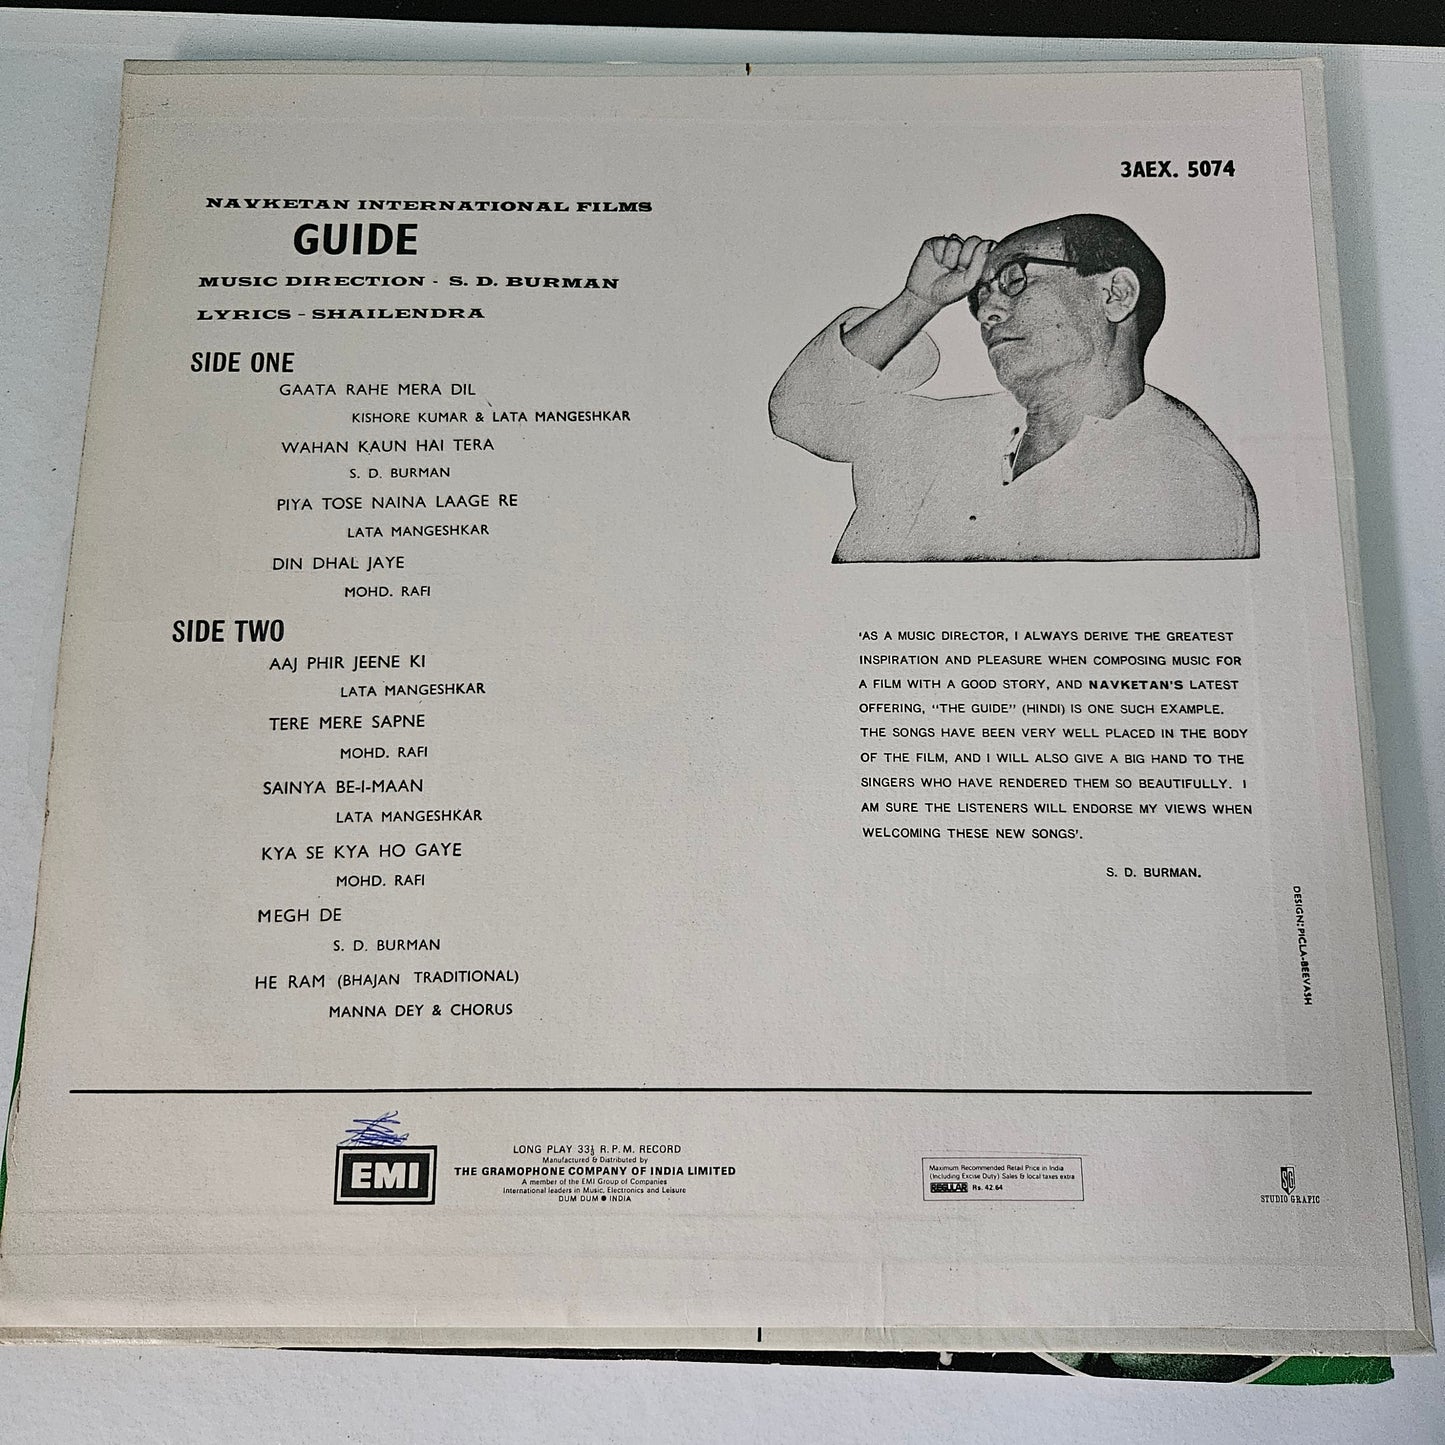 3AEX. 5074
NAVKETAN INTERNATIONAL FILMS
GUIDE
MUSIC DIRECTION - S. D. BURMAN
LYRICS - SHAILENDRA
SIDE ONE
GAATA RAHE MERA DIL
KISHORE KUMAR & LATA MANGESHKAR
WAHAN KAUN HAI TERA
S. D. BURMAN
PIYA TOSE NAINA LAAGE RE
LATA MANGESHKAR
DIN DHAL JAYE
MOHD. RAFI
SIDE TWO
AAJ PHIR JEENE KI
LATA MANGESHKAR
TERE MERE SAPNE
MOHD. RAFI
SAINYA BE-I-MAAN
LATA MANGESHKAR
KYA SE KYA HO GAYE
MOHD. RAFI
MEGH DE
S. D. BURMAN
HE RAM (BHAJAN TRADITIONAL)
MANNA DEY & CHORUS
'AS A MUSIC DIRECTOR, I ALWAYS DERIVE THE GREATEST
INSPIRATION AND PLEASURE WHEN COMPOSING MUSIC FOR
A FILM WITH A GOOD STORY, AND NAVKETAN'S LATEST
OFFERING, "THE GUIDE" (HINDI) IS ONE SUCH EXAMPLE.
THE SONGS HAVE BEEN VERY WELL PLACED IN THE BODY
OF THE FILM, AND I WILL ALSO GIVE A BIG HAND TO THE
SINGERS WHO HAVE RENDERED THEM SO BEAUTIFULLY. I
AM SURE THE LISTENERS WILL ENDORSE MY VIEWS WHEN
WELCOMING THESE NEW SONGS'.
S. D. BURMAN.
DESIGN: PICLA-BEEVASH
EMI
LONG PLAY 33⅓ R.P.M. RECORD
Manufactured & Distributed by
THE GRAMOPHONE COMPANY OF INDIA LIMITED
A member of the EMI Group of Companies
International leaders in Music, Electronics and Leisure
DUM DUM ● INDIA
Maximum Recommended Retail Price in India
(Including Excise Duty) Sales & local taxes extra
REGULAR Rs. 42.64
SG
STUDIO GRAFIC